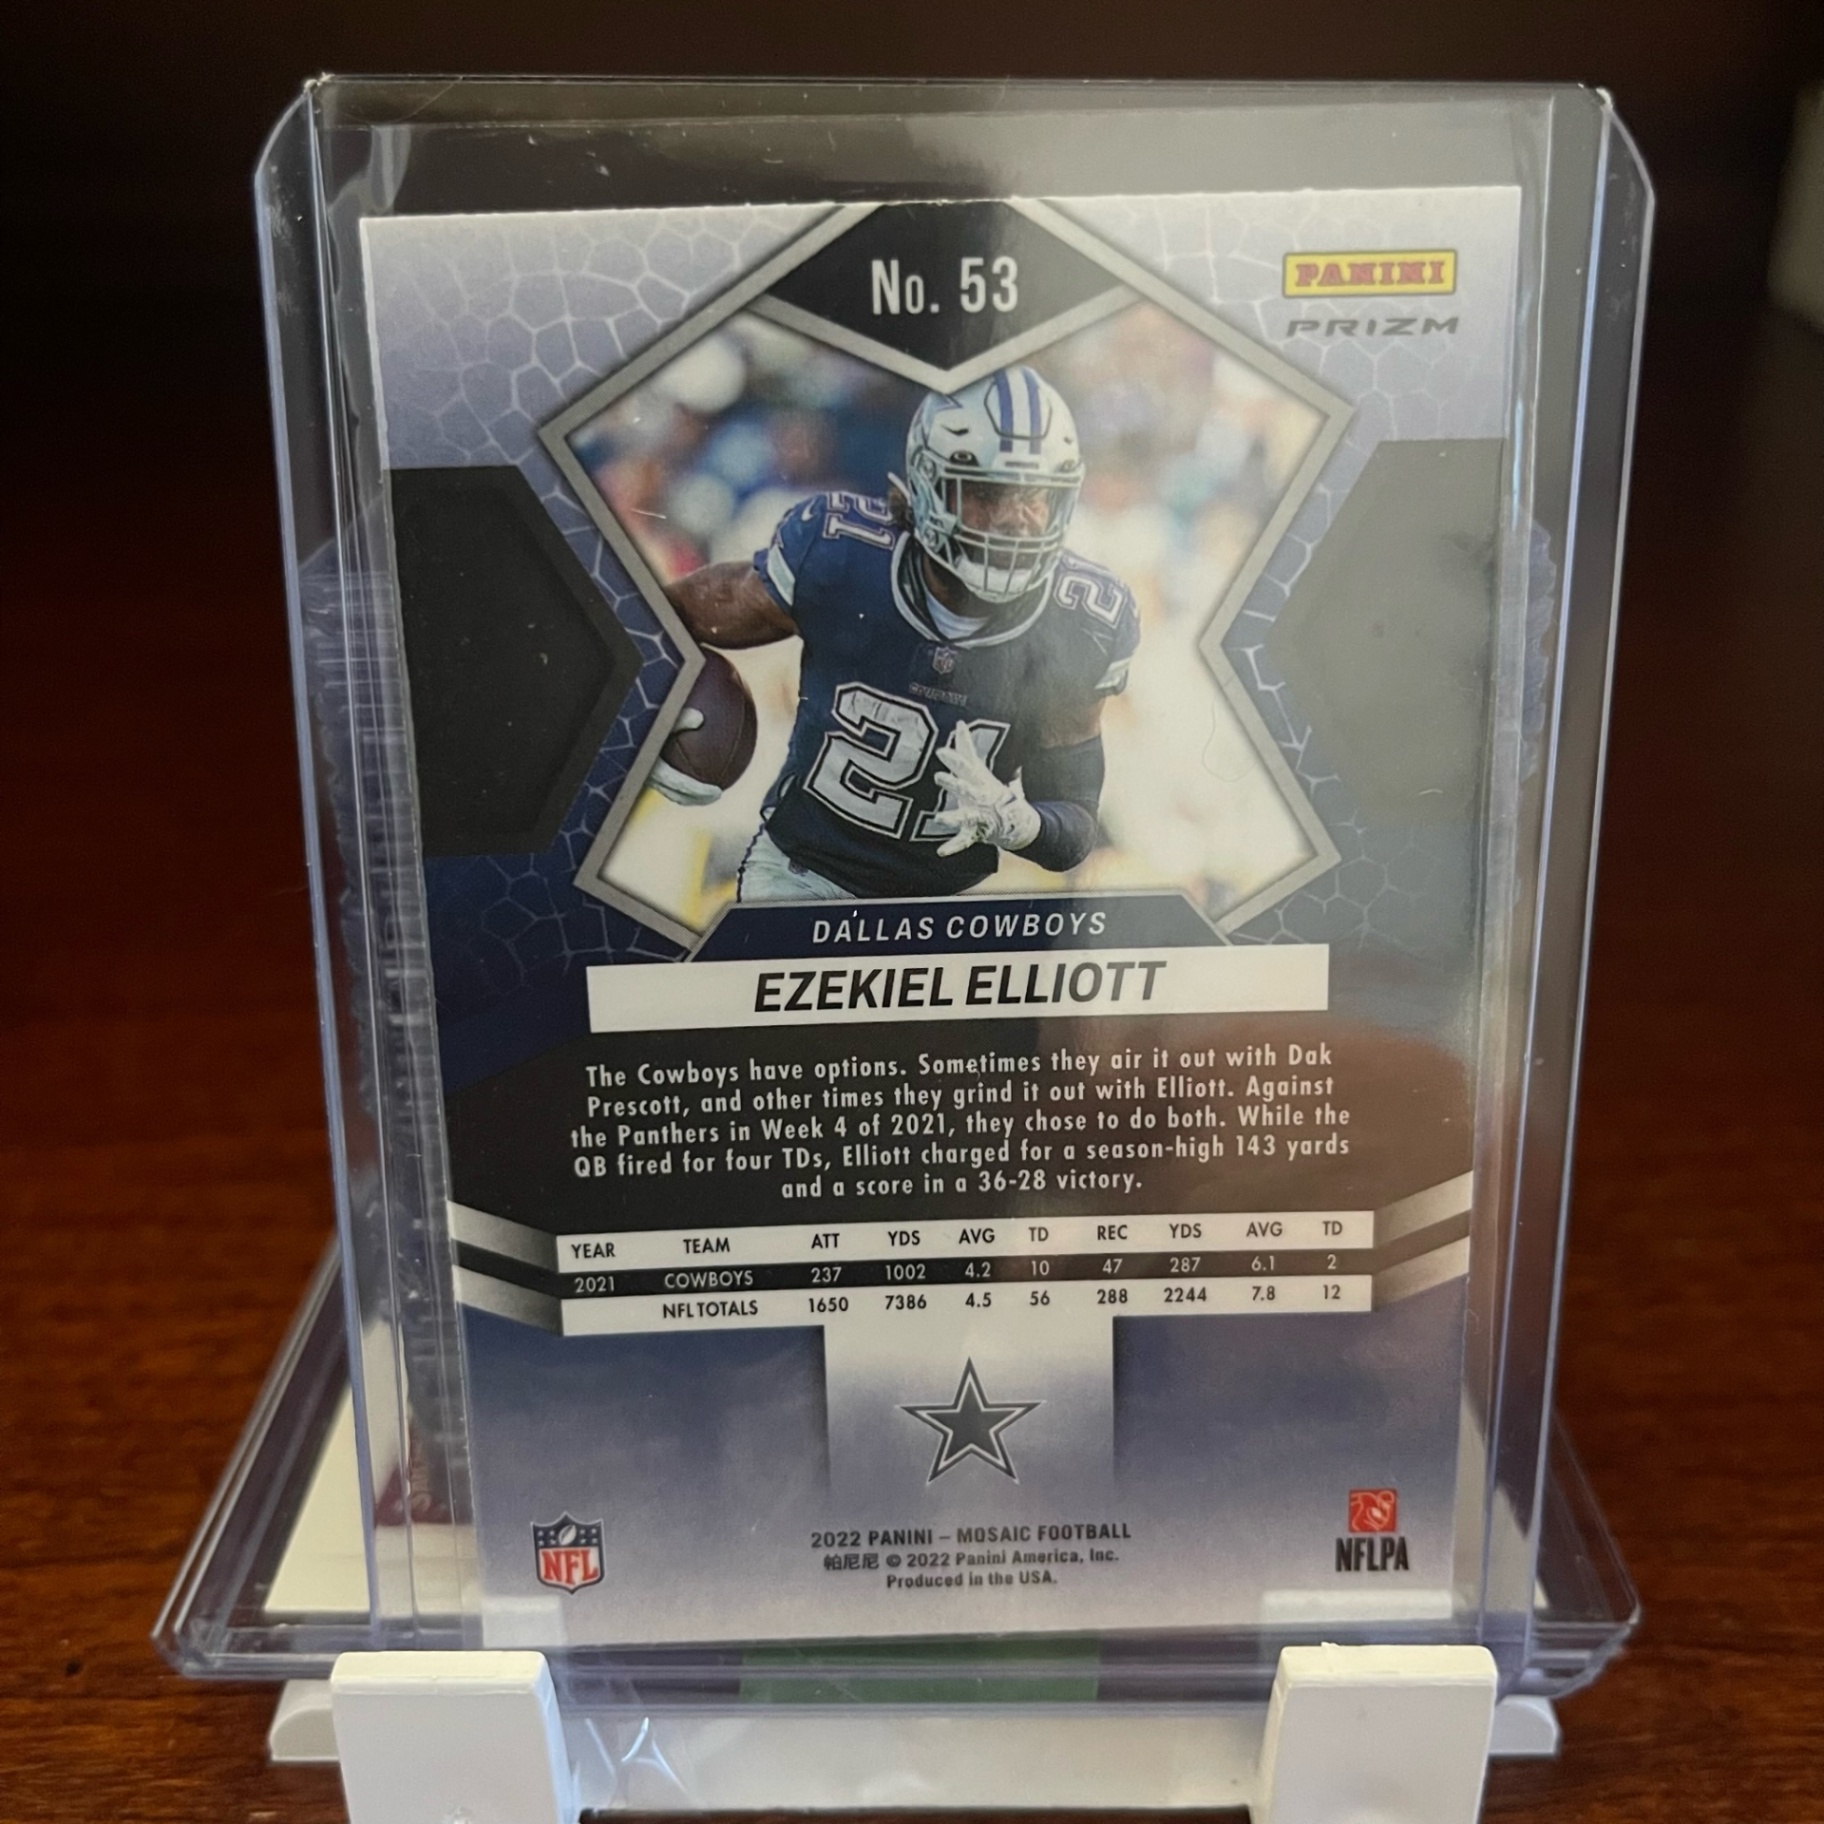 No. 53
PANINI
PRIZM
21
21
COWBOYS
21
DALLAS COWBOYS
EZEKIEL ELLIOTT
The Cowboys have options. Sometimes they air it out with Dak
Prescott, and other times they grind it out with Elliott. Against
the Panthers in Week 4 of 2021, they chose to do both. While the
QB fired for four TDs, Elliott charged for a season-high 143 yards
and a score in a 36-28 victory.
YEAR TEAM ATT YDS AVG TD REC YDS AVG TD
2021 COWBOYS 237 1002 4.2 10 47 287 6.1 2
NFL TOTALS 1650 7386 4.5 56 288 2244 7.8 12
NFL
2022 PANINI – MOSAIC FOOTBALL
帕尼尼 © 2022 Panini America, Inc.
Produced in the USA.
NFLPA